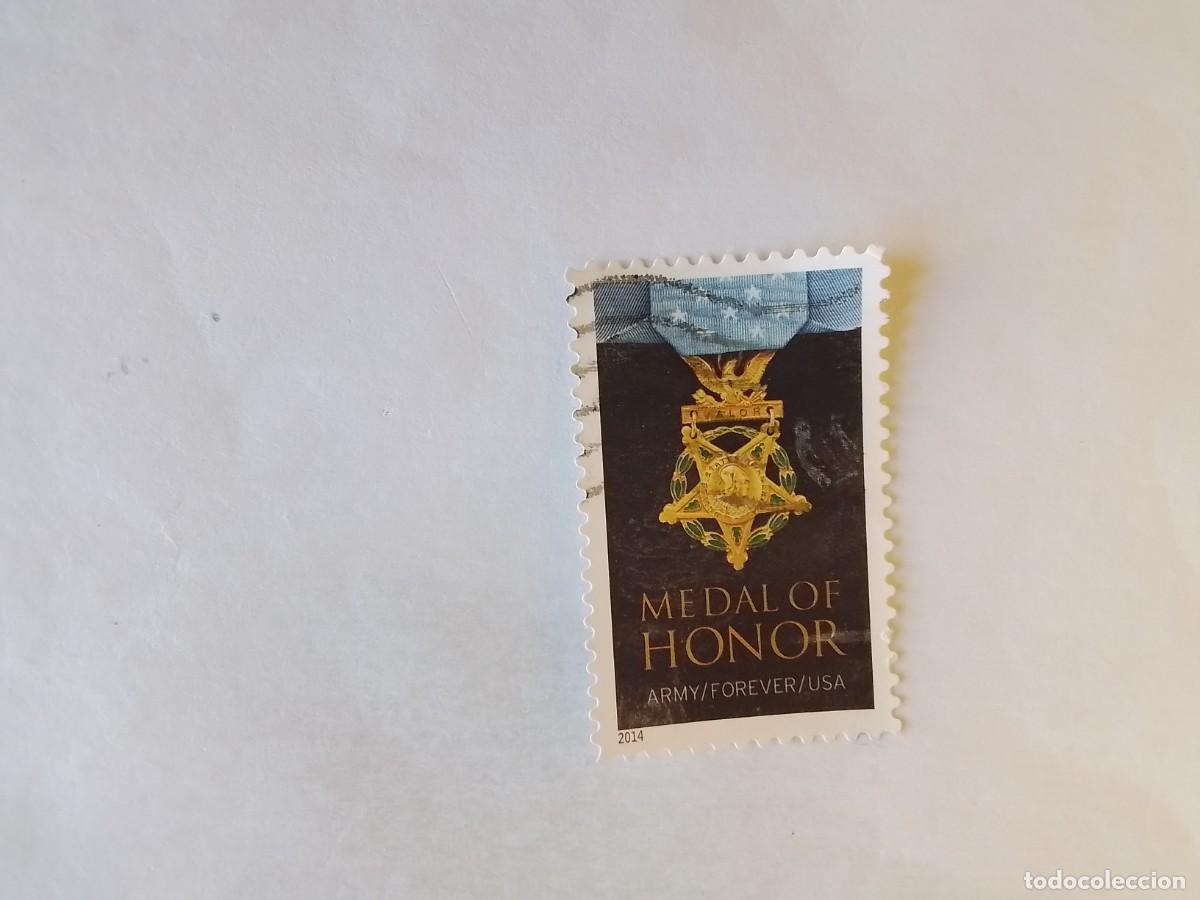 VALOR
MEDAL OF
HONOR
ARMY/FOREVER/USA
2014
todocoleccion